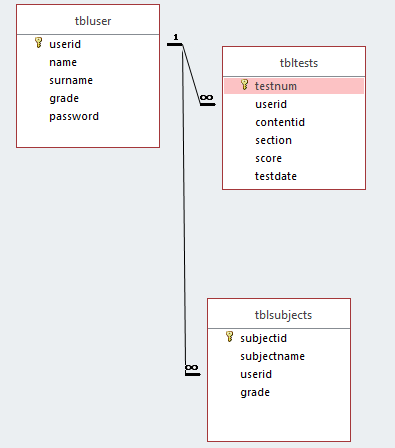 tbluser
userid
name
surname
grade
password
1
∞
tbltests
testnum
userid
contentid
section
score
testdate
∞
tblsubjects
subjectid
subjectname
userid
grade